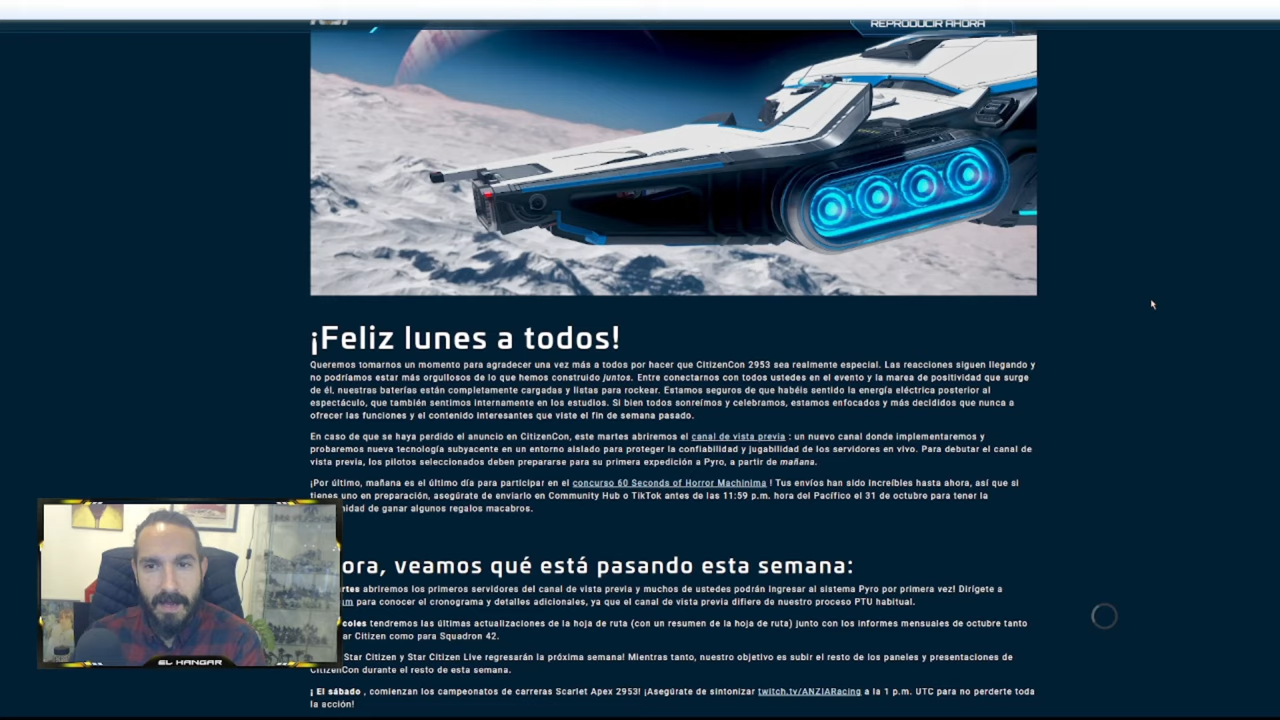 REPRODUCIR AHORA
¡Feliz lunes a todos!
Queremos tomarnos un momento para agradecer una vez más a todos por hacer que CitizenCon 2953 sea realmente especial. Las reacciones siguen llegando y
no podríamos estar más orgullosos de lo que hemos construido juntos. Entre conectarnos con todos ustedes en el evento y la marea de positividad que surge
de él, nuestras baterías están completamente cargadas y listas para rockear. Estamos seguros de que habéis sentido la energía eléctrica posterior al
espectáculo, que también sentimos internamente en los estudios. Si bien todos sonreímos y celebramos, estamos enfocados y más decididos que nunca a
ofrecer las funciones y el contenido interesantes que viste el fin de semana pasado.
En caso de que se haya perdido el anuncio en CitizenCon, este martes abriremos el canal de vista previa : un nuevo canal donde implementaremos y
probaremos nueva tecnología subyacente en un entorno aislado para proteger la confiabilidad y jugabilidad de los servidores en vivo. Para debutar el canal de
vista previa, los pilotos seleccionados deben prepararse para su primera expedición a Pyro, a partir de mañana.
¡Por último, mañana es el último día para participar en el concurso 60 Seconds of Horror Machinima ! Tus envíos han sido increíbles hasta ahora, así que si
tienes uno en preparación, asegúrate de enviarlo en Community Hub o TikTok antes de las 11:59 p.m. hora del Pacífico el 31 de octubre para tener la
nidad de ganar algunos regalos macabros.
ora, veamos qué está pasando esta semana:
rtes abriremos los primeros servidores del canal de vista previa y muchos de ustedes podrán ingresar al sistema Pyro por primera vez! Dirígete a
m para conocer el cronograma y detalles adicionales, ya que el canal de vista previa difiere de nuestro proceso PTU habitual.
coles tendremos las últimas actualizaciones de la hoja de ruta (con un resumen de la hoja de ruta) junto con los informes mensuales de octubre tanto
ar Citizen como para Squadron 42.
Star Citizen y Star Citizen Live regresarán la próxima semana! Mientras tanto, nuestro objetivo es subir el resto de los paneles y presentaciones de
CitizenCon durante el resto de esta semana.
¡ El sábado , comienzan los campeonatos de carreras Scarlet Apex 2953! ¡Asegúrate de sintonizar twitch.tv/ANZIARacing a la 1 p.m. UTC para no perderte toda
la acción!
EL HANGAR